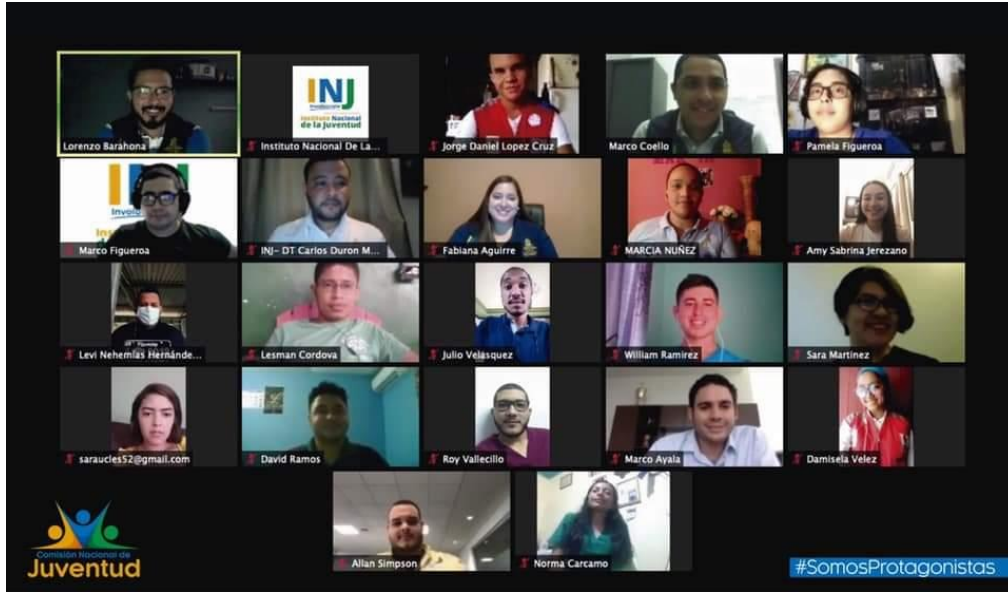 Lorenzo Barahona
INJ
Instituto Nacional
de la Juventud
Instituto Nacional De La...
Jorge Daniel Lopez Cruz
Marco Coello
Pamela Figueroa
Marco Figueroa
INJ- DT Carlos Duron M...
Fabiana Aguirre
MARCIA NUÑEZ
Amy Sabrina Jerezano
Levi Nehemías Hernánde...
Lesman Cordova
Julio Velasquez
William Ramirez
Sara Martinez
saraucles52@gmail.com
David Ramos
Roy Vallecillo
Marco Ayala
Damisela Velez
Allan Simpson
Norma Carcamo
Comisión Nacional de
Juventud
#SomosProtagonistas